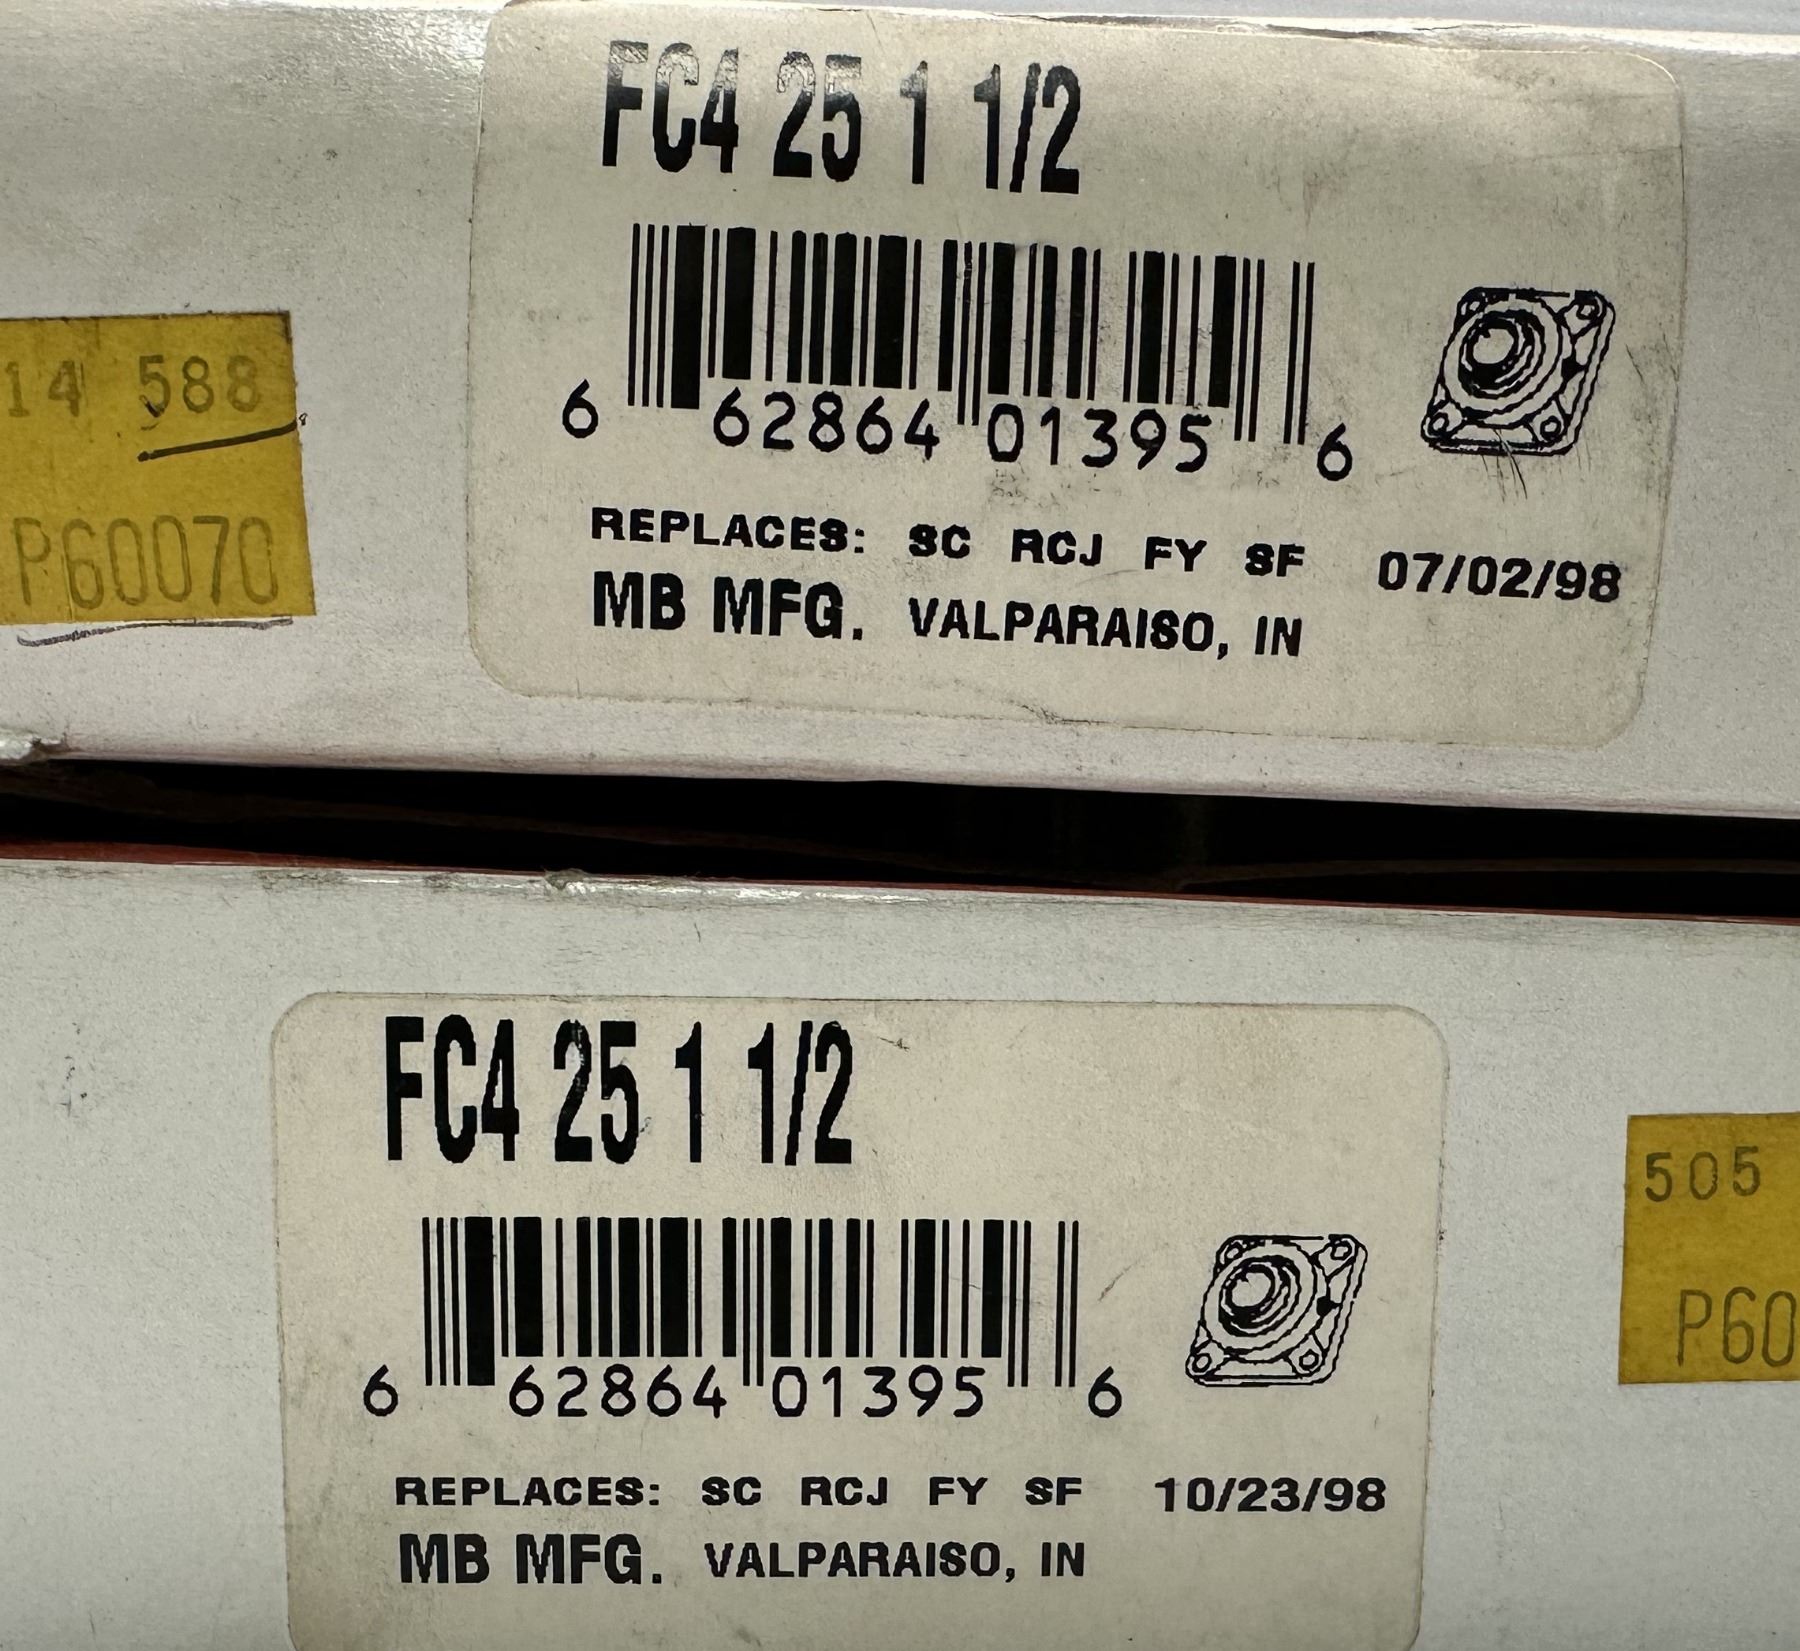 FC4 25 1 1/2
14 588
P60070
6 62864 01395 6
REPLACES: SC RCJ FY SF 07/02/98
MB MFG. VALPARAISO, IN
FC4 25 1 1/2
6 62864 01395 6
REPLACES: SC RCJ FY SF 10/23/98
MB MFG. VALPARAISO, IN
505
P60